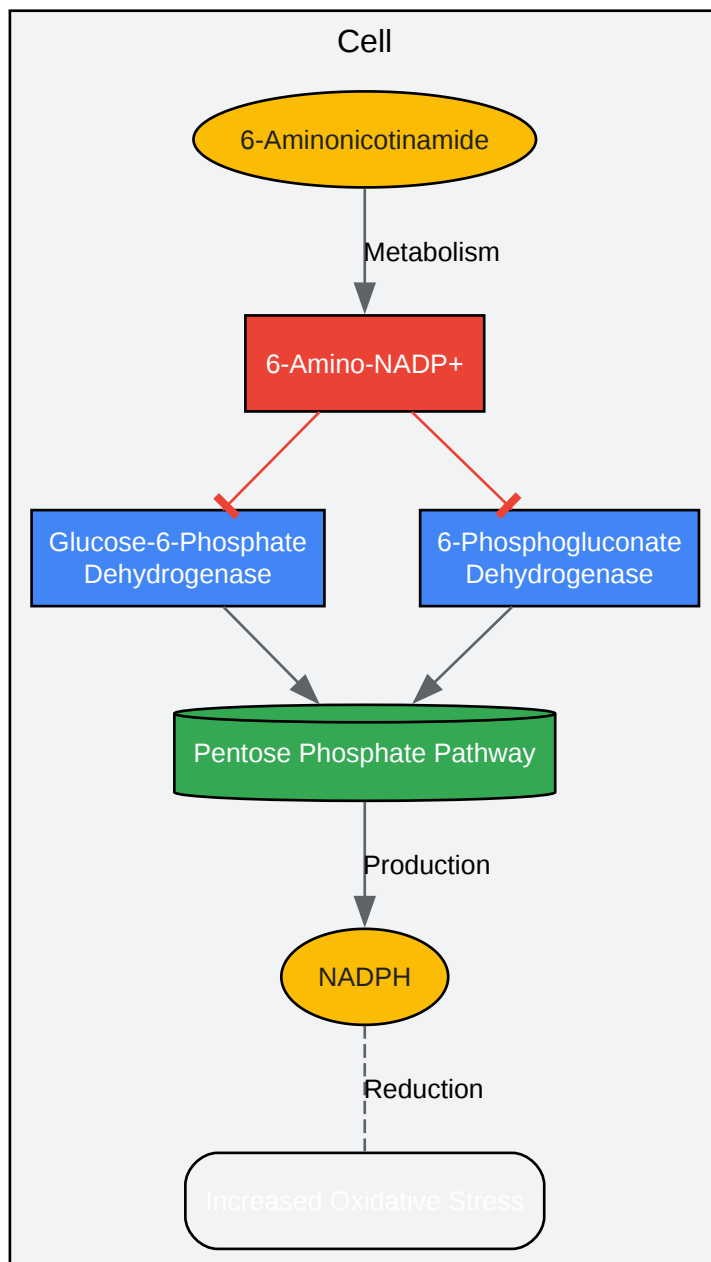 Cell
6-Aminonicotinamide
Metabolism
6-Amino-NADP+
Glucose-6-Phosphate
Dehydrogenase
6-Phosphogluconate
Dehydrogenase
Pentose Phosphate Pathway
Production
NADPH
Reduction
Increased Oxidative Stress